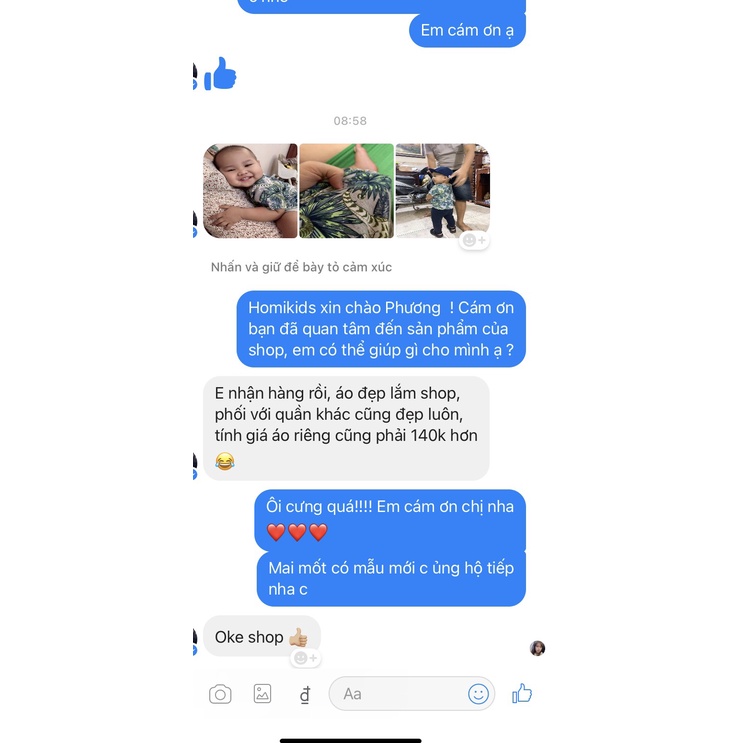 Em cám ơn ạ
08:58
Nhấn và giữ để bày tỏ cảm xúc
Homikids xin chào Phương  ! Cám ơn
bạn đã quan tâm đến sản phẩm của
shop, em có thể giúp gì cho mình ạ ?
E nhận hàng rồi, áo đẹp lắm shop,
phối với quần khác cũng đẹp luôn,
tính giá áo riêng cũng phải 140k hơn
😂
Ôi cưng quá!!!! Em cám ơn chị nha
❤️❤️❤️
Mai mốt có mẫu mới c ủng hộ tiếp
nha c
Oke shop 👍🏼
đ
Aa